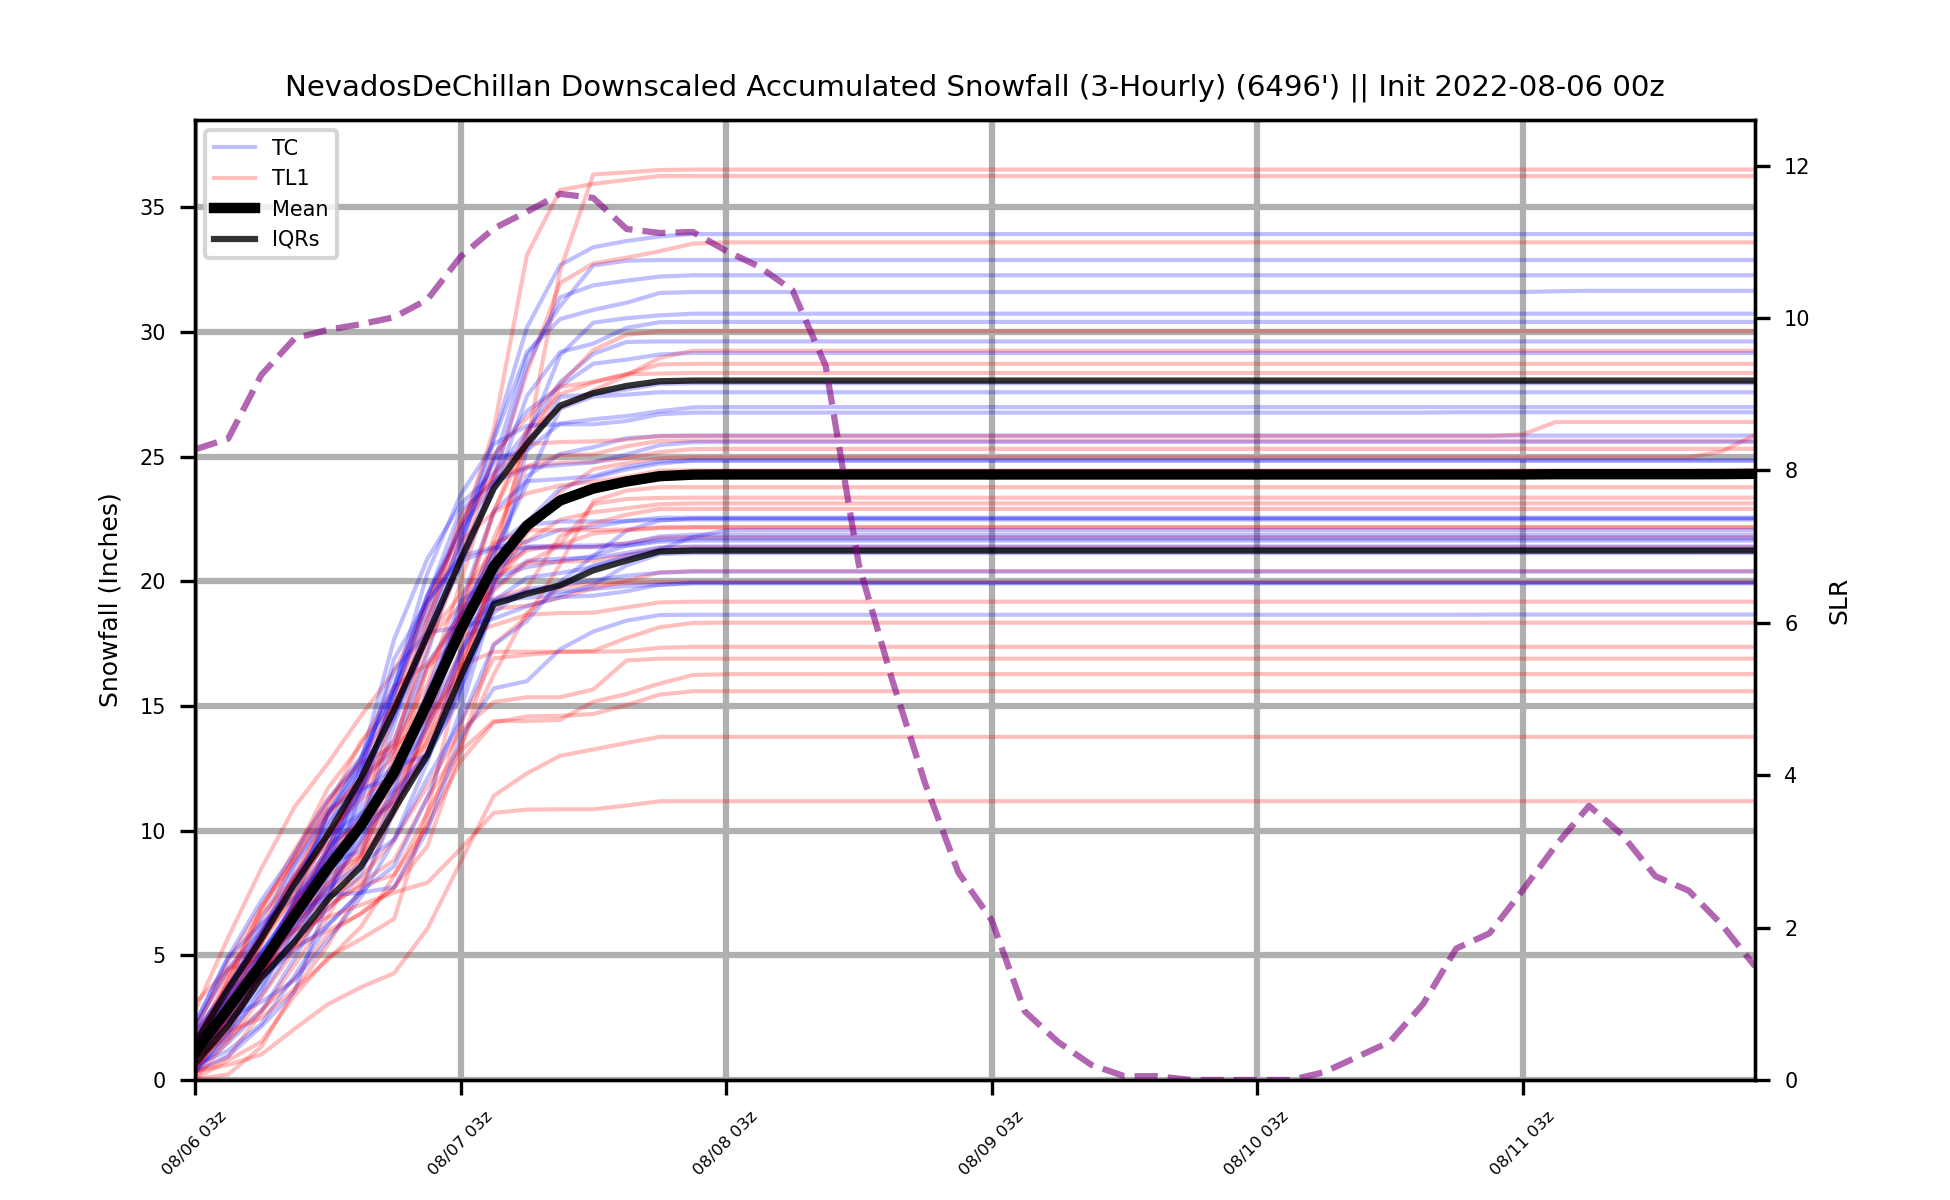 NevadosDeChillan Downscaled Accumulated Snowfall (3-Hourly) (6496') || Init 2022-08-06 00z
TC
TL1
Mean
IQRs
35
30
25
20
15
10
5
0
Snowfall (Inches)
12
10
8
6
4
2
0
SLR
08/06 03z
08/07 03z
08/08 03z
08/09 03z
08/10 03z
08/11 03z